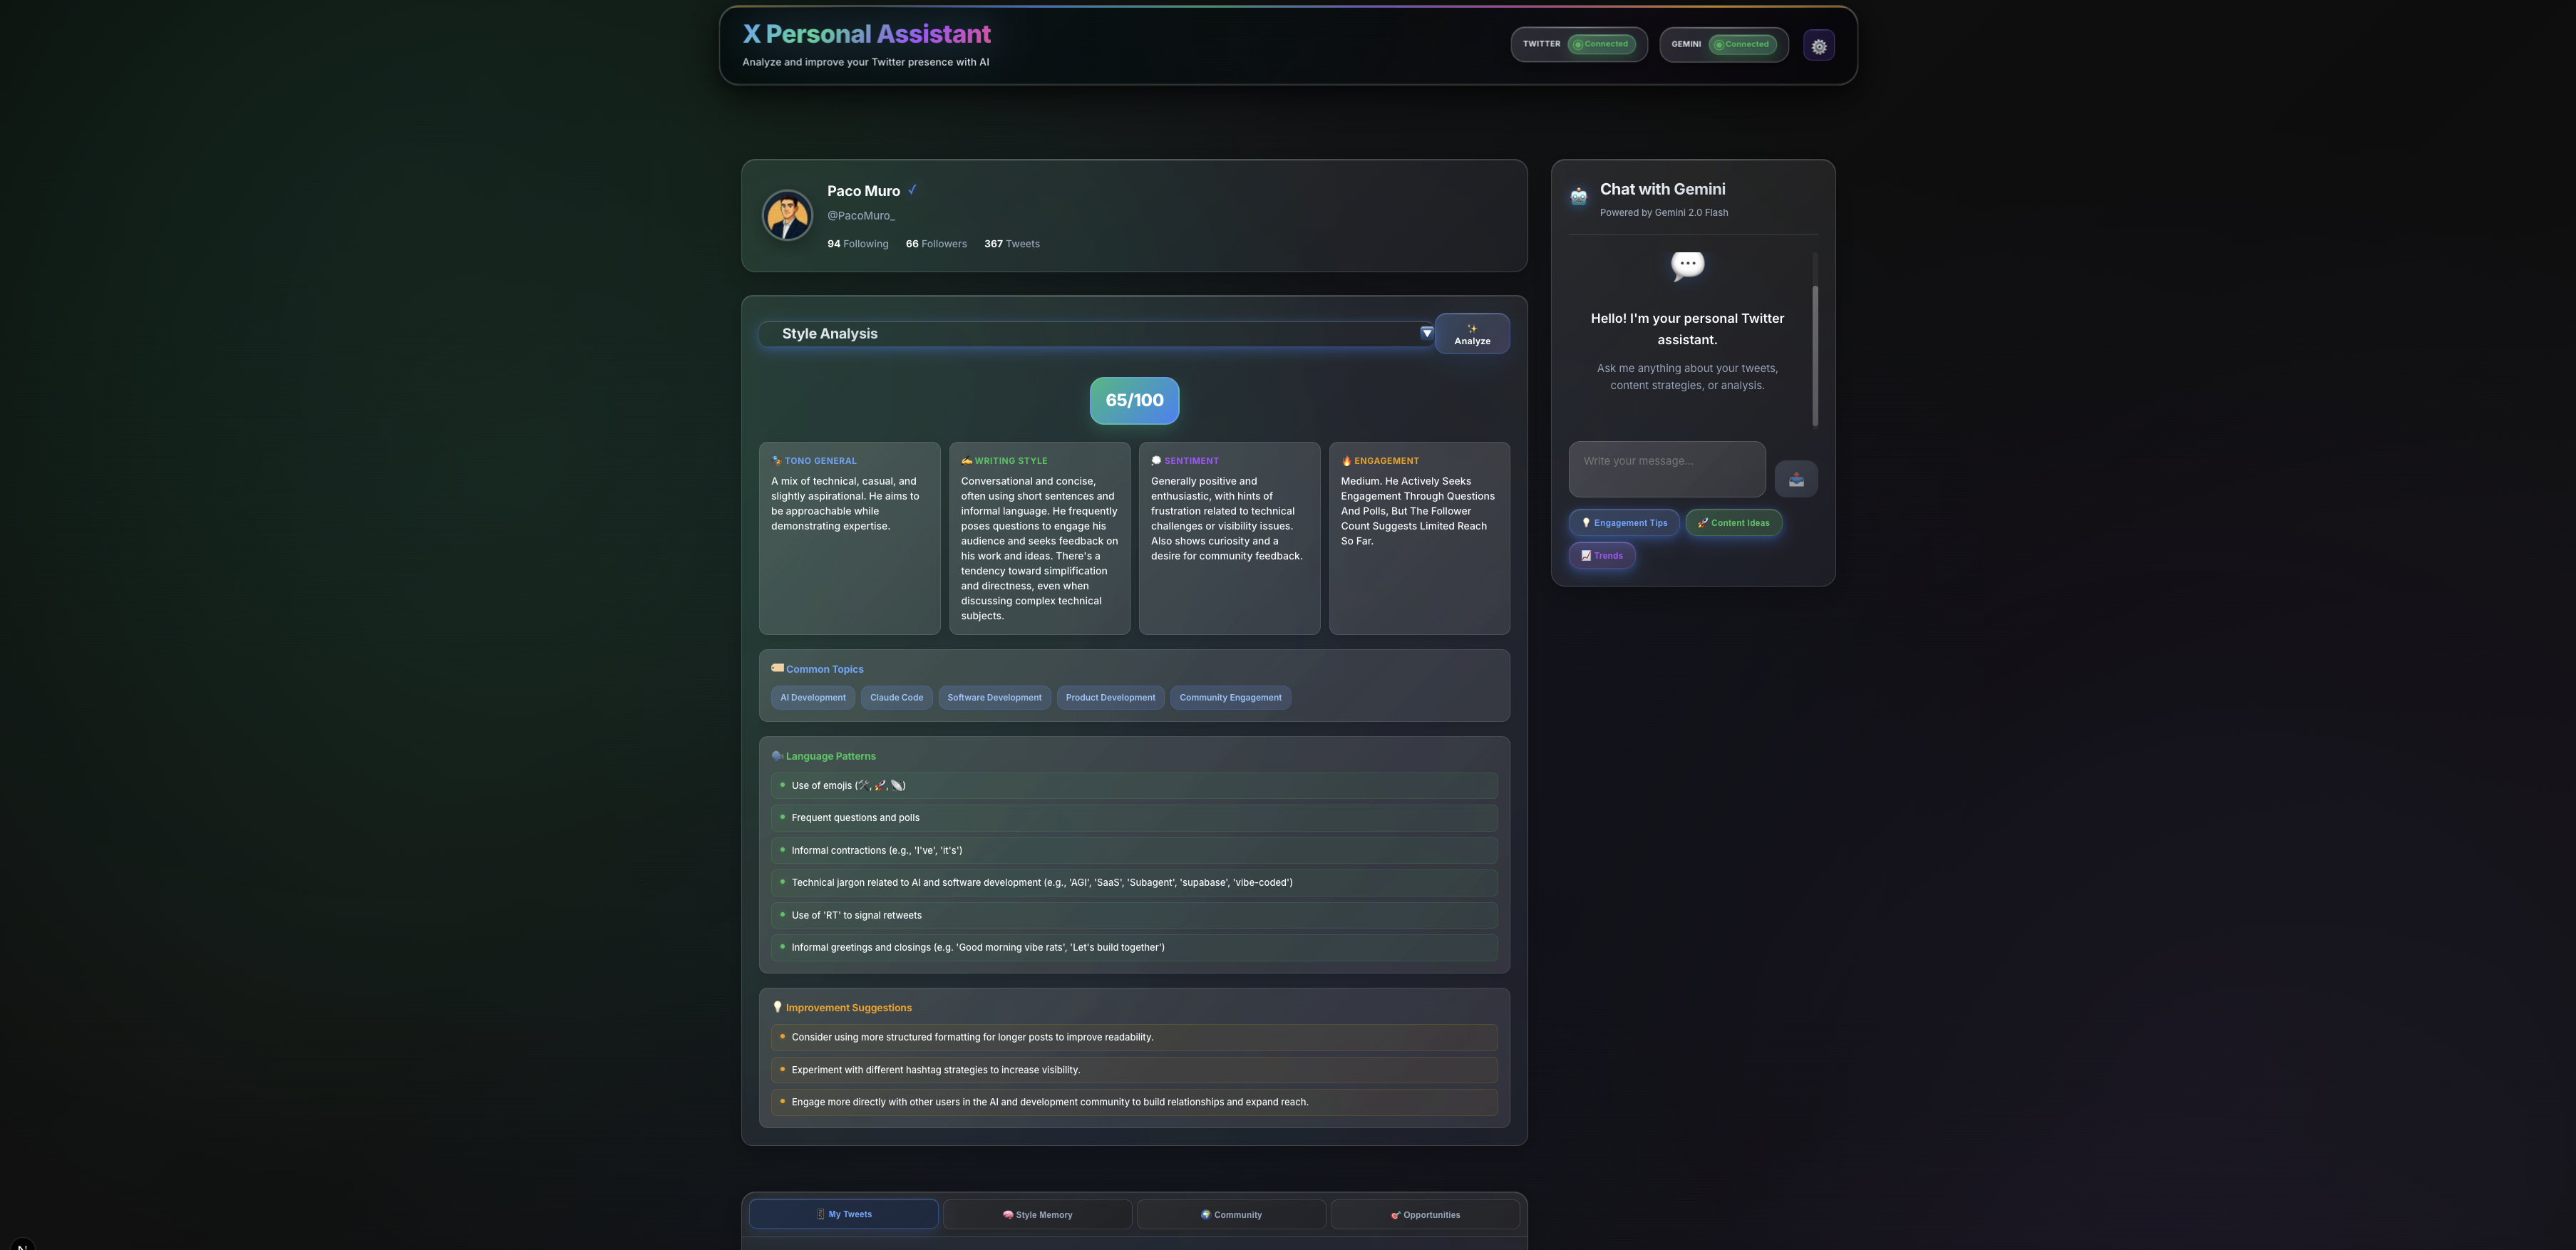 X Personal Assistant
Analyze and improve your Twitter presence with AI
TWITTER Connected
GEMINI Connected
Paco Muro ✓
@PacoMuro_
94 Following 66 Followers 367 Tweets
Style Analysis
Analyze
65/100
TONO GENERAL
A mix of technical, casual, and
slightly aspirational. He aims to
be approachable while
demonstrating expertise.
WRITING STYLE
Conversational and concise,
often using short sentences and
informal language. He frequently
poses questions to engage his
audience and seeks feedback on
his work and ideas. There's a
tendency toward simplification
and directness, even when
discussing complex technical
subjects.
SENTIMENT
Generally positive and
enthusiastic, with hints of
frustration related to technical
challenges or visibility issues.
Also shows curiosity and a
desire for community feedback.
ENGAGEMENT
Medium. He Actively Seeks
Engagement Through Questions
And Polls, But The Follower
Count Suggests Limited Reach
So Far.
Common Topics
AI Development
Claude Code
Software Development
Product Development
Community Engagement
Language Patterns
Use of emojis (🛠️, 🚀, 🪶)
Frequent questions and polls
Informal contractions (e.g., 'I've', 'it's')
Technical jargon related to AI and software development (e.g., 'AGI', 'SaaS', 'Subagent', 'supabase', 'vibe-coded')
Use of 'RT' to signal retweets
Informal greetings and closings (e.g. 'Good morning vibe rats', 'Let's build together')
Improvement Suggestions
Consider using more structured formatting for longer posts to improve readability.
Experiment with different hashtag strategies to increase visibility.
Engage more directly with other users in the AI and development community to build relationships and expand reach.
My Tweets
Style Memory
Community
Opportunities
Chat with Gemini
Powered by Gemini 2.0 Flash
Hello! I'm your personal Twitter
assistant.
Ask me anything about your tweets,
content strategies, or analysis.
Write your message...
Engagement Tips
Content Ideas
Trends